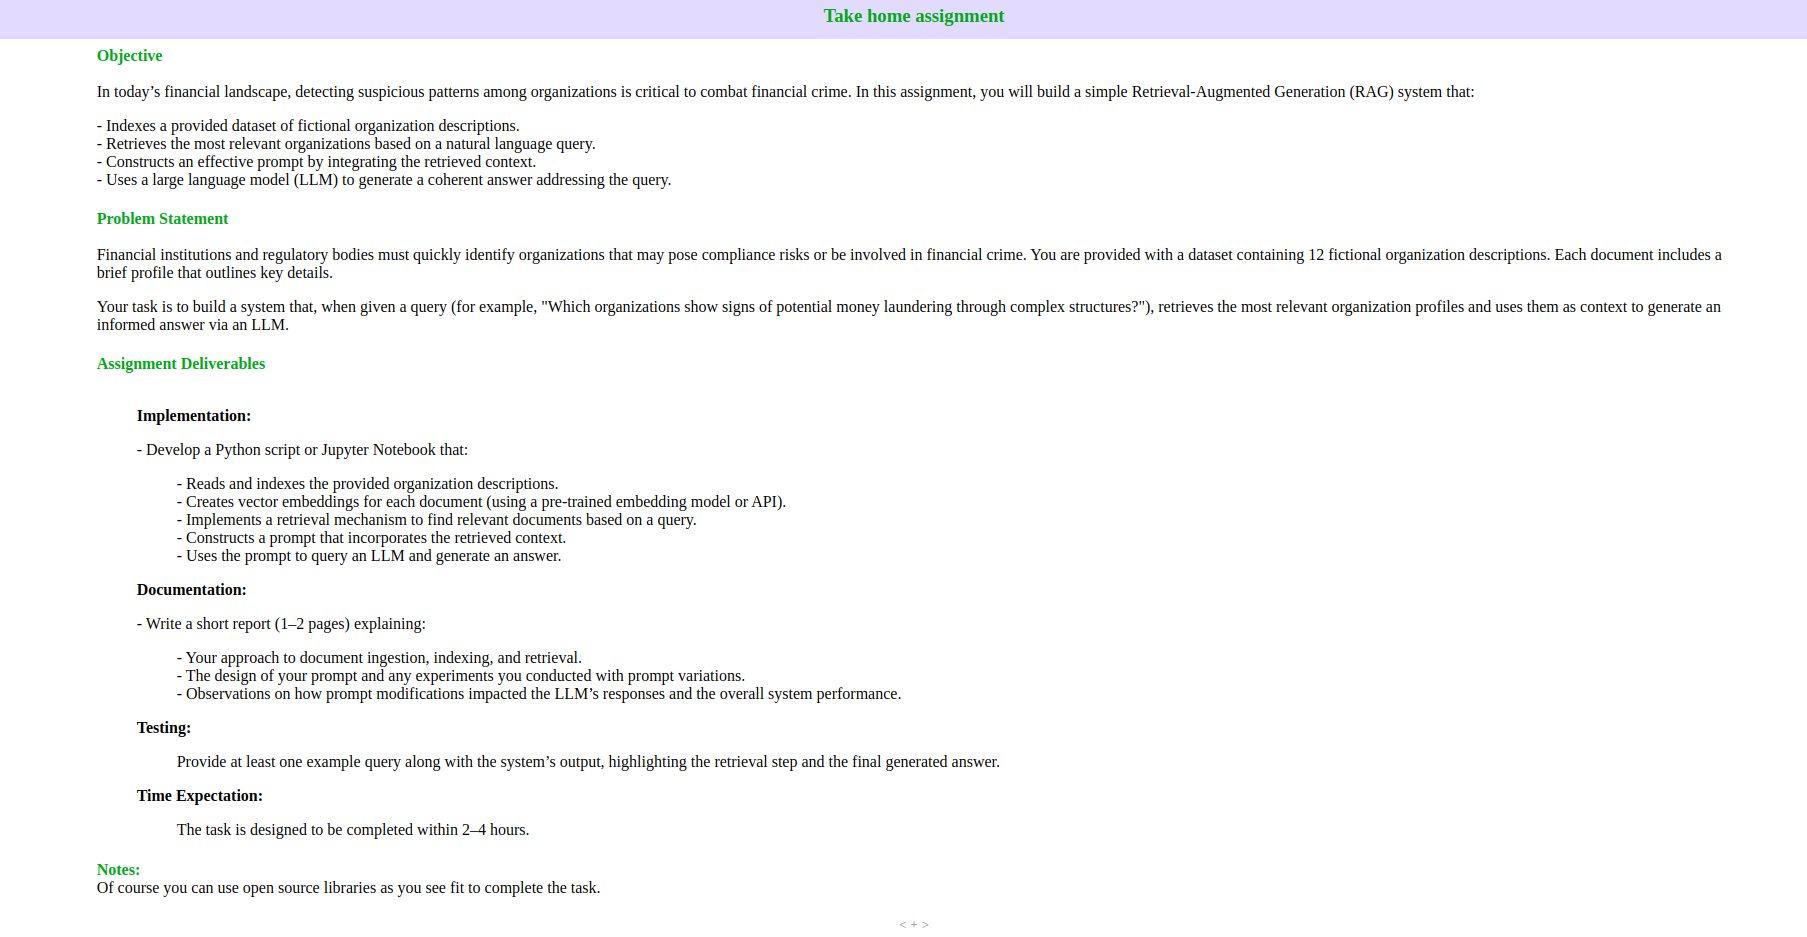 Take home assignment
Objective
In today’s financial landscape, detecting suspicious patterns among organizations is critical to combat financial crime. In this assignment, you will build a simple Retrieval-Augmented Generation (RAG) system that:
- Indexes a provided dataset of fictional organization descriptions.
- Retrieves the most relevant organizations based on a natural language query.
- Constructs an effective prompt by integrating the retrieved context.
- Uses a large language model (LLM) to generate a coherent answer addressing the query.
Problem Statement
Financial institutions and regulatory bodies must quickly identify organizations that may pose compliance risks or be involved in financial crime. You are provided with a dataset containing 12 fictional organization descriptions. Each document includes a
brief profile that outlines key details.
Your task is to build a system that, when given a query (for example, "Which organizations show signs of potential money laundering through complex structures?"), retrieves the most relevant organization profiles and uses them as context to generate an
informed answer via an LLM.
Assignment Deliverables
Implementation:
- Develop a Python script or Jupyter Notebook that:
- Reads and indexes the provided organization descriptions.
- Creates vector embeddings for each document (using a pre-trained embedding model or API).
- Implements a retrieval mechanism to find relevant documents based on a query.
- Constructs a prompt that incorporates the retrieved context.
- Uses the prompt to query an LLM and generate an answer.
Documentation:
- Write a short report (1–2 pages) explaining:
- Your approach to document ingestion, indexing, and retrieval.
- The design of your prompt and any experiments you conducted with prompt variations.
- Observations on how prompt modifications impacted the LLM’s responses and the overall system performance.
Testing:
Provide at least one example query along with the system’s output, highlighting the retrieval step and the final generated answer.
Time Expectation:
The task is designed to be completed within 2–4 hours.
Notes:
Of course you can use open source libraries as you see fit to complete the task.
< + >